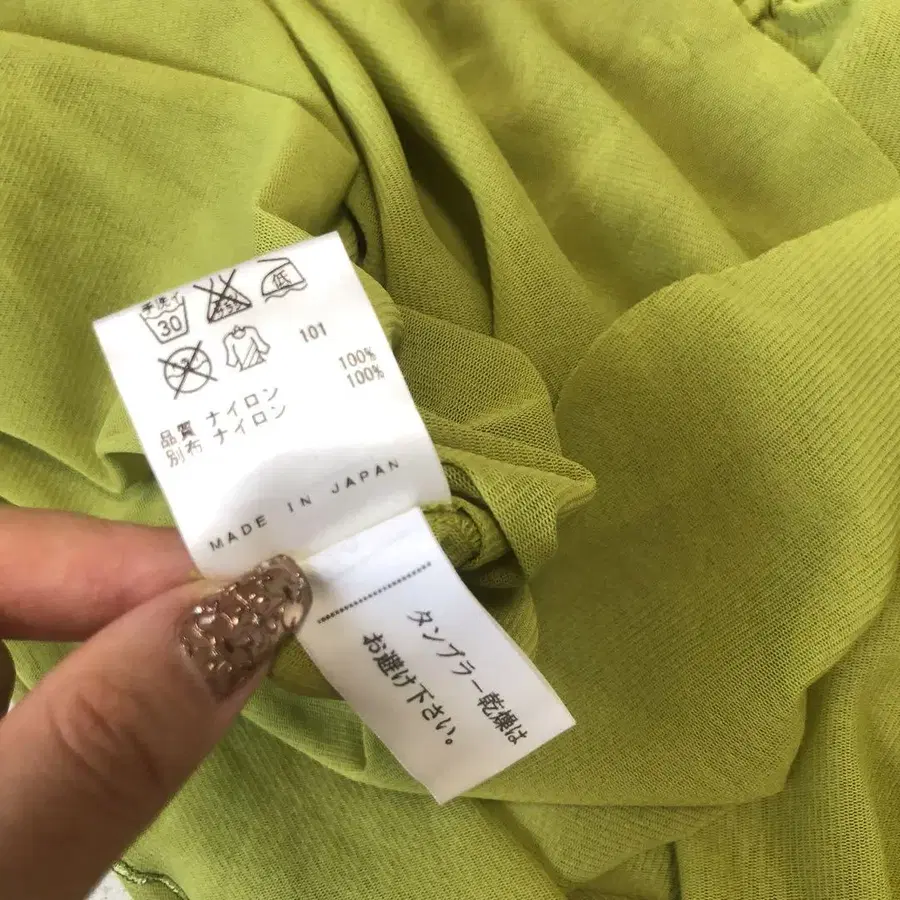 手洗イ
30
低
101
品質 ナイロン 100%
別布 ナイロン 100%
MADE IN JAPAN
タンブラー乾燥は
お避け下さい。